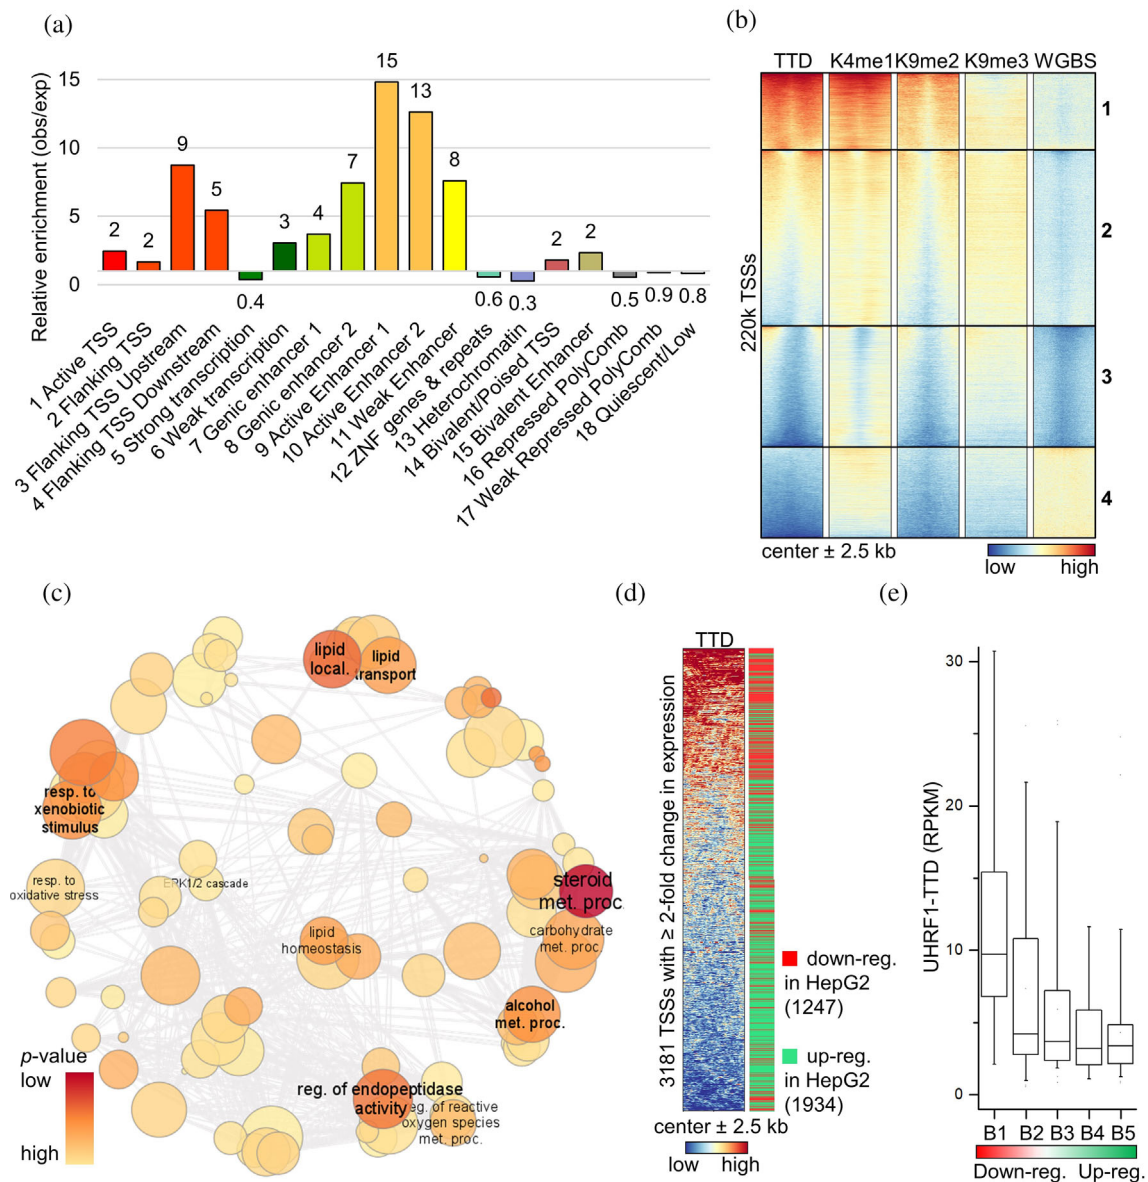 (a)
Relative enrichment (obs/exp)
15
10
5
0
2
2
9
5
0.4
3
4
7
15
13
8
0.6
0.3
2
2
0.5
0.9
0.8
1 Active TSS
2 Flanking TSS
3 Flanking TSS Upstream
4 Flanking TSS Downstream
5 Strong transcription
6 Weak transcription
7 Genic enhancer 1
8 Genic enhancer 2
9 Active Enhancer 1
10 Active Enhancer 2
11 Weak Enhancer
12 ZNF genes & repeats
13 Heterochromatin
14 Bivalent/Poised TSS
15 Bivalent Enhancer
16 Repressed PolyComb
17 Weak Repressed PolyComb
18 Quiescent/Low
(b)
TTD K4me1 K9me2 K9me3 WGBS
220k TSSs
1
2
3
4
center ± 2.5 kb
low high
(c)
lipid
local.
lipid
transport
resp. to
xenobiotic
stimulus
resp. to
oxidative stress
ERK1/2 cascade
steroid
met. proc.
carbohydrate
met. proc.
lipid
homeostasis
alcohol
met. proc.
reg. of endopeptidase
activity
reg. of reactive
oxygen species
met. proc.
p-value
low
high
(d)
TTD
3181 TSSs with ≥ 2-fold change in expression
down-reg.
in HepG2
(1247)
up-reg.
in HepG2
(1934)
center ± 2.5 kb
low high
(e)
UHRF1-TTD (RPKM)
30
20
10
0
B1 B2 B3 B4 B5
Down-reg. Up-reg.